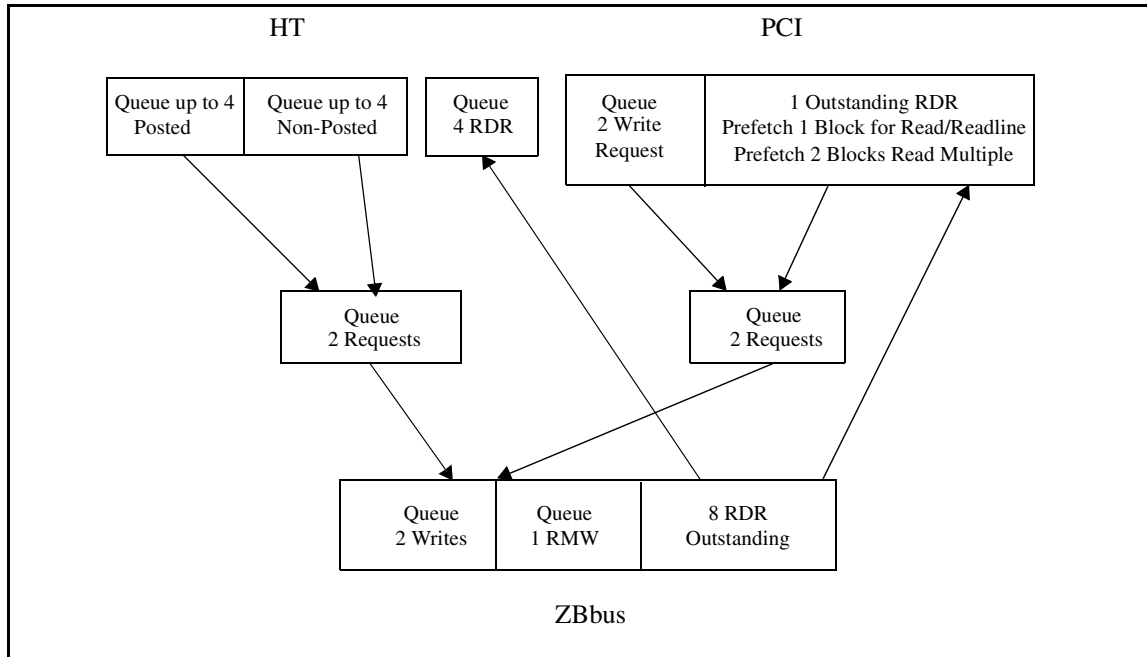 HT
PCI
Queue up to 4
Posted
Queue up to 4
Non-Posted
Queue
4 RDR
Queue
2 Write
Request
1 Outstanding RDR
Prefetch 1 Block for Read/Readline
Prefetch 2 Blocks Read Multiple
Queue
2 Requests
Queue
2 Requests
Queue
2 Writes
Queue
1 RMW
8 RDR
Outstanding
ZBbus